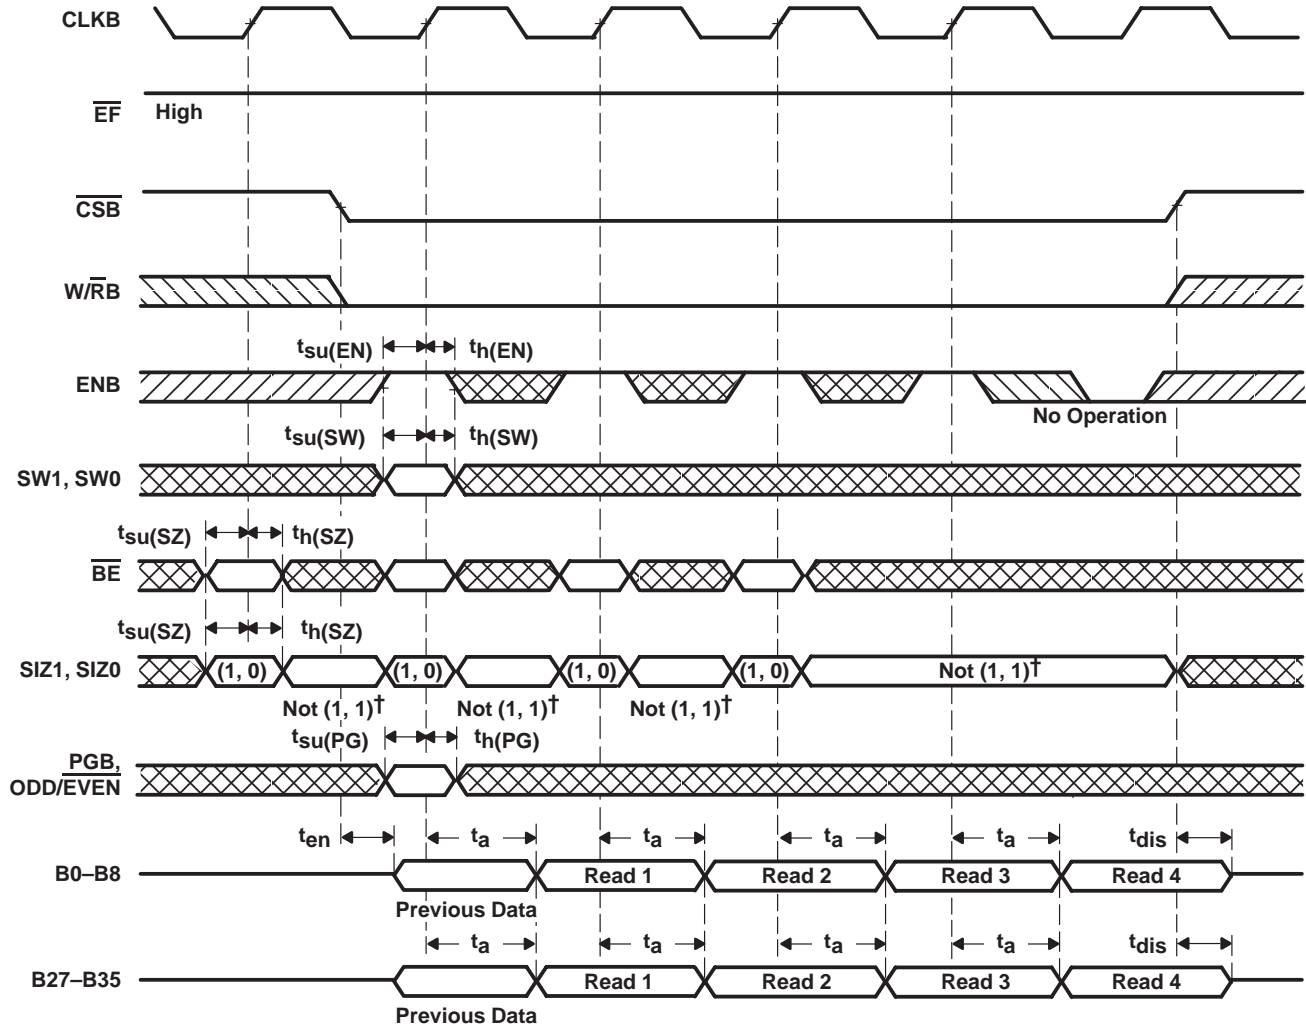 CLKB
EF High
CSB
W/RB
tsu(EN) th(EN)
ENB
No Operation
tsu(SW) th(SW)
SW1, SW0
tsu(SZ) th(SZ)
BE
tsu(SZ) th(SZ)
SIZ1, SIZ0 (1, 0) (1, 0) (1, 0) (1, 0) Not (1, 1)†
Not (1, 1)† Not (1, 1)† Not (1, 1)†
tsu(PG) th(PG)
PGB,
ODD/EVEN
ten ta ta ta ta tdis
B0–B8 Read 1 Read 2 Read 3 Read 4
Previous Data
ta ta ta ta tdis
B27–B35 Read 1 Read 2 Read 3 Read 4
Previous Data